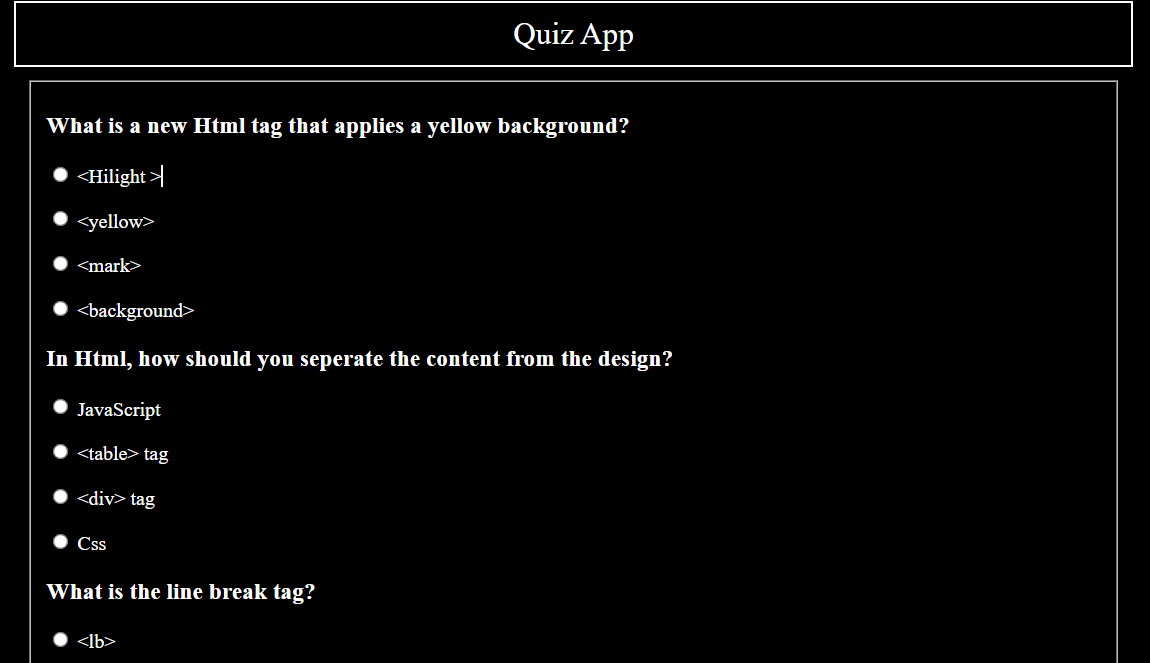 Quiz App
What is a new Html tag that applies a yellow background?
<Hilight >
<yellow>
<mark>
<background>
In Html, how should you seperate the content from the design?
JavaScript
<table> tag
<div> tag
Css
What is the line break tag?
<lb>